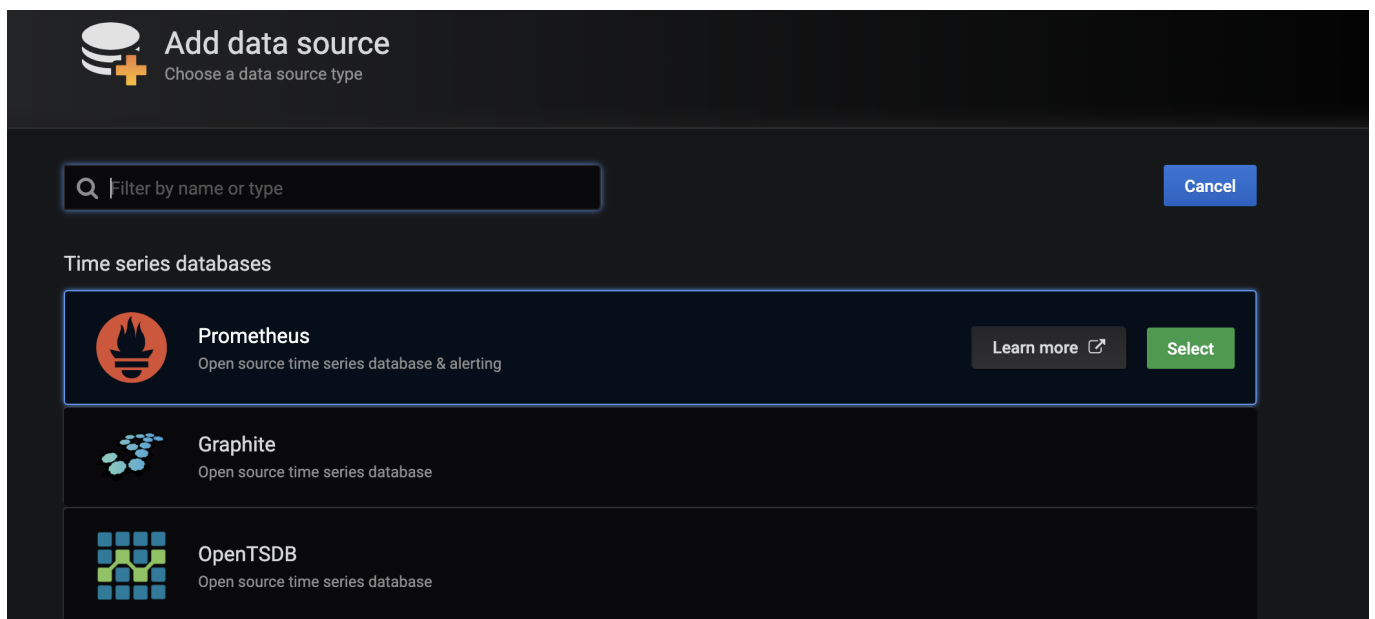 Add data source
Choose a data source type
Filter by name or type
Cancel
Time series databases
Prometheus
Open source time series database & alerting
Learn more
Select
Graphite
Open source time series database
OpenTSDB
Open source time series database